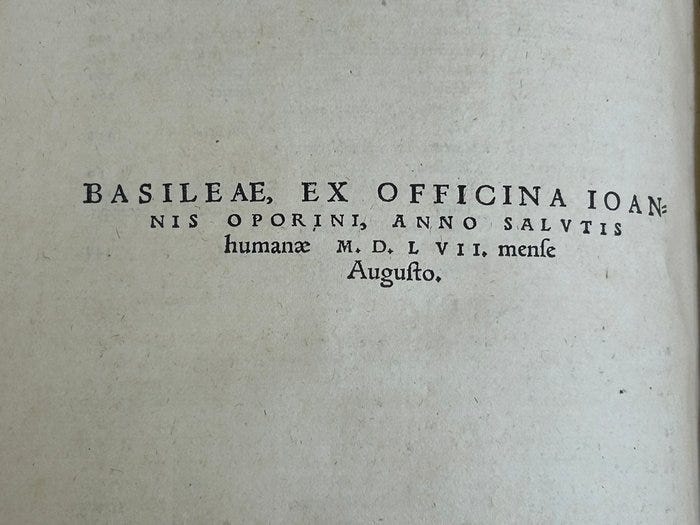 BASILEAE, EX OFFICINA IOAN-
NIS OPORINI, ANNO SALVTIS
humanæ M. D. L VII. menſe
Auguſto.